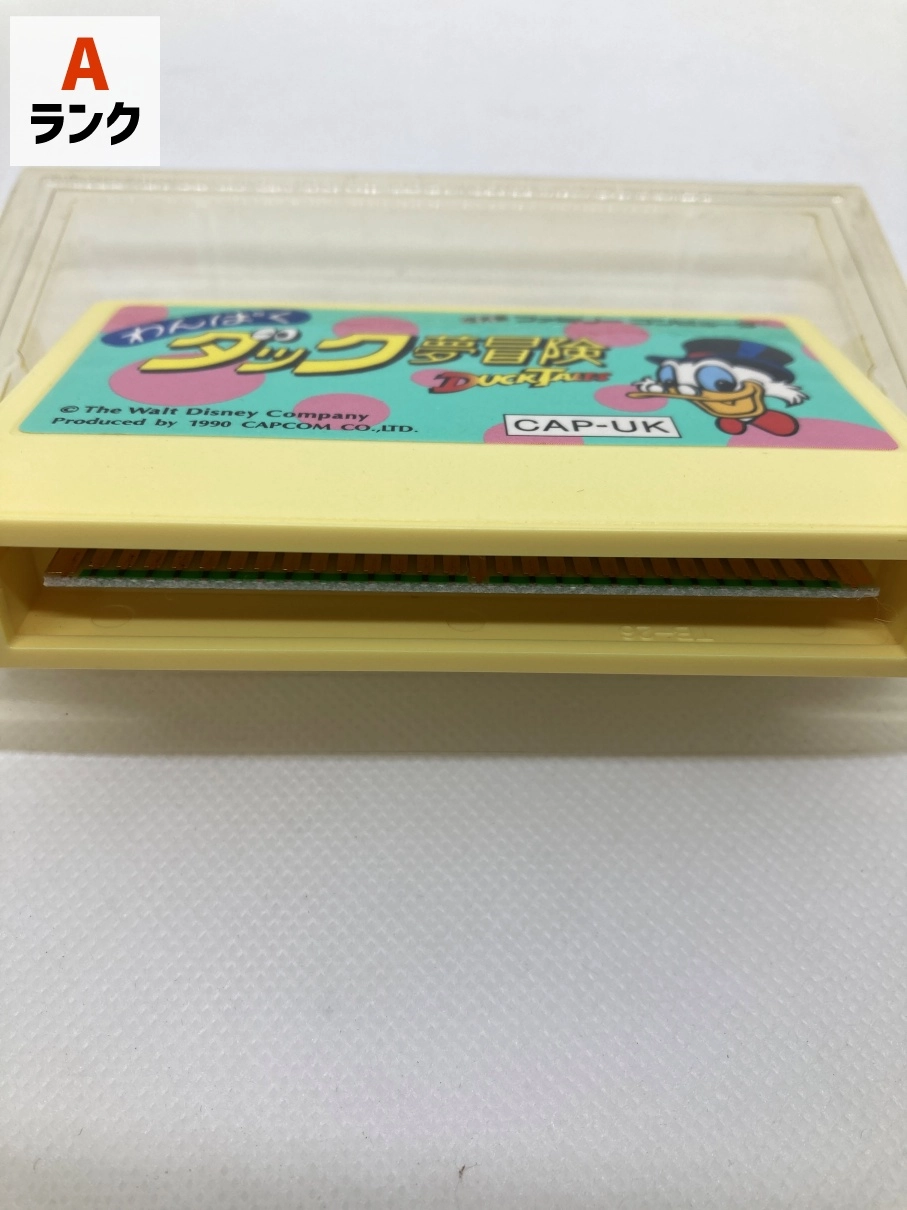 A
ランク
わんぱく
ダック夢冒険
DUCKTALES
© The Walt Disney Company
Produced by 1990 CAPCOM CO.,LTD.
CAP-UK